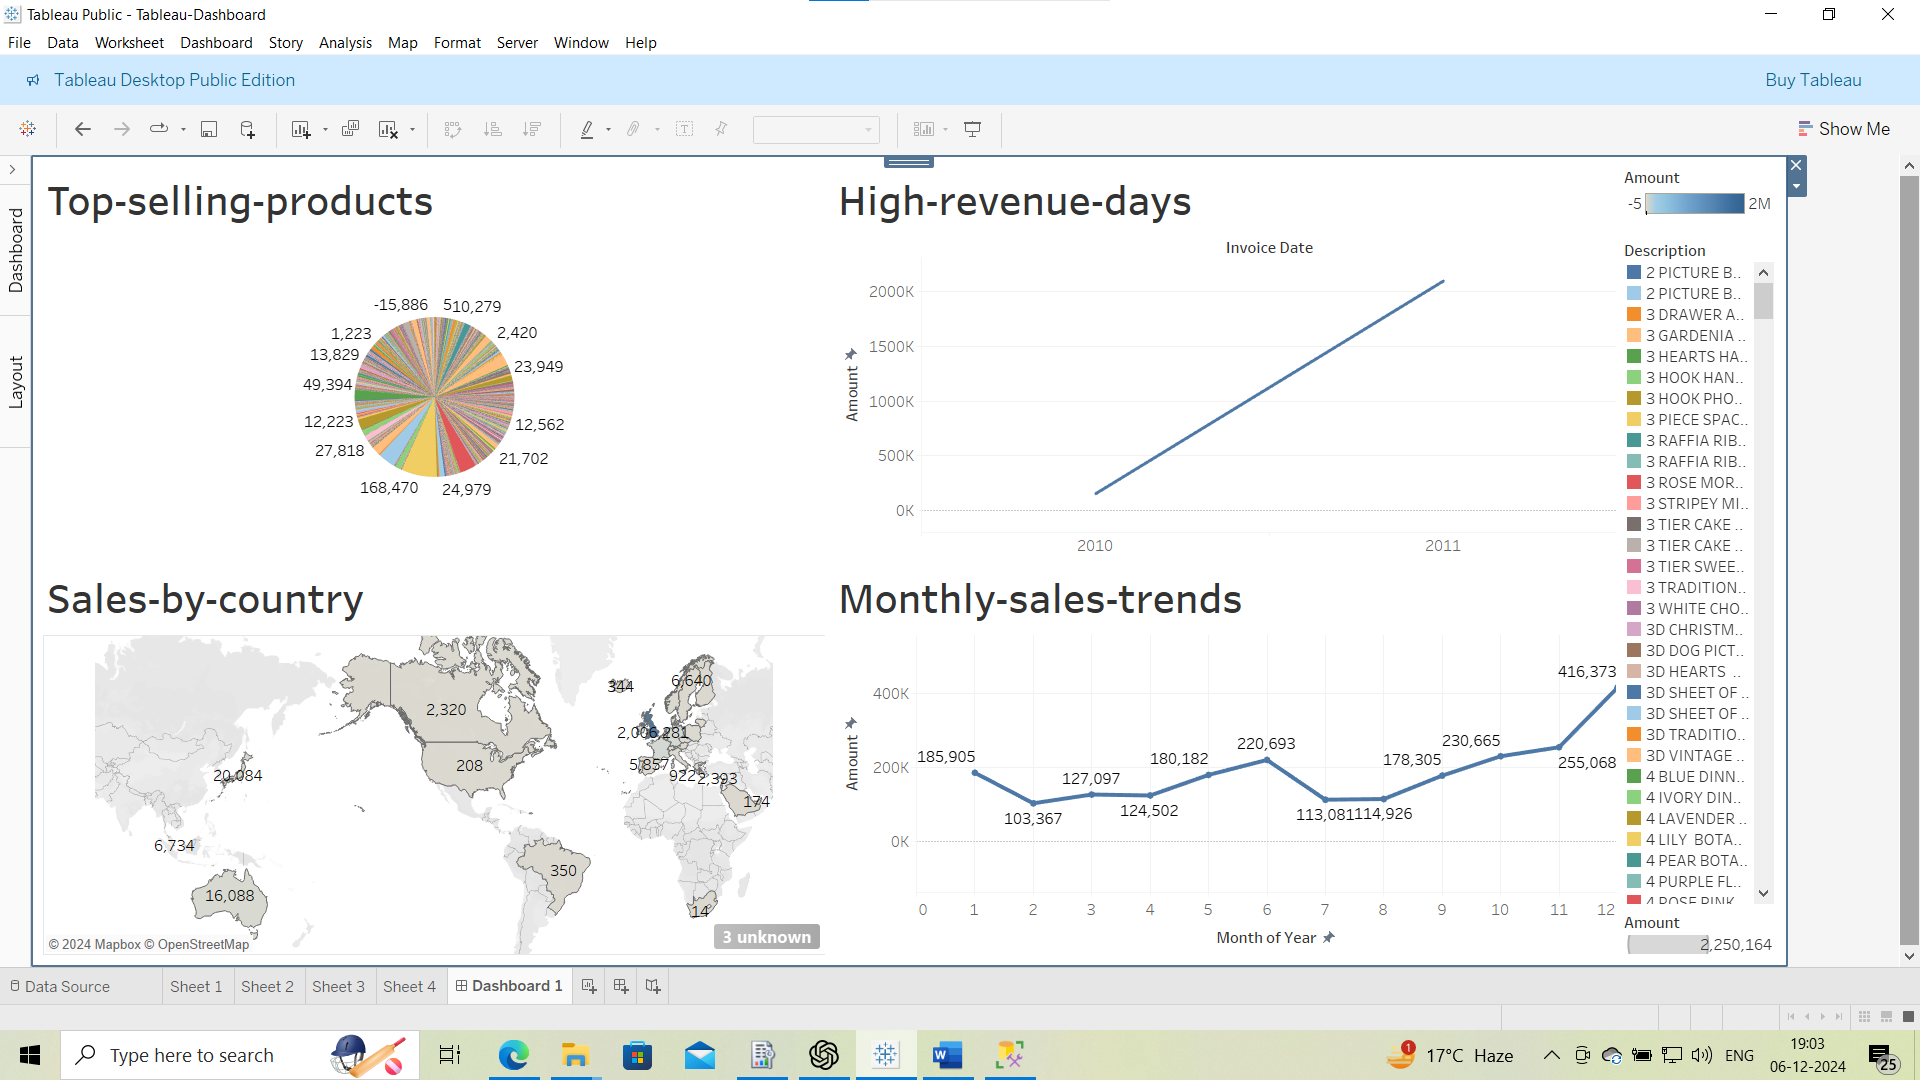 Tableau Public - Tableau-Dashboard
File Data Worksheet Dashboard Story Analysis Map Format Server Window Help
Tableau Desktop Public Edition
Buy Tableau
Show Me
Dashboard
Layout
Top-selling-products
-15,886
510,279
1,223
2,420
13,829
23,949
49,394
12,223
12,562
27,818
21,702
168,470
24,979
High-revenue-days
Invoice Date
Amount
2000K
1500K
1000K
500K
0K
2010
2011
Sales-by-country
344
6,640
2,320
6,281
208
5,857
922
2,393
20,084
174
6,734
350
16,088
14
© 2024 Mapbox © OpenStreetMap
3 unknown
Monthly-sales-trends
Amount
400K
200K
0K
185,905
103,367
127,097
124,502
180,182
220,693
113,081
114,926
178,305
230,665
255,068
416,373
0 1 2 3 4 5 6 7 8 9 10 11 12
Month of Year
Amount
-5
2M
Description
2 PICTURE B..
2 PICTURE B..
3 DRAWER A..
3 GARDENIA ..
3 HEARTS HA..
3 HOOK HAN..
3 HOOK PHO..
3 PIECE SPAC..
3 RAFFIA RIB..
3 RAFFIA RIB..
3 ROSE MOR..
3 STRIPEY MI..
3 TIER CAKE ..
3 TIER CAKE ..
3 TIER SWEE..
3 TRADITION..
3 WHITE CHO..
3D CHRISTM..
3D DOG PICT..
3D HEARTS ..
3D SHEET OF ..
3D SHEET OF ..
3D TRADITIO..
3D VINTAGE ..
4 BLUE DINN..
4 IVORY DIN..
4 LAVENDER ..
4 LILY BOTA..
4 PEAR BOTA..
4 PURPLE FL..
4 ROSE PINK
Amount
2,250,164
Data Source
Sheet 1
Sheet 2
Sheet 3
Sheet 4
Dashboard 1
Type here to search
1
17°C Haze
ENG
19:03
06-12-2024
25